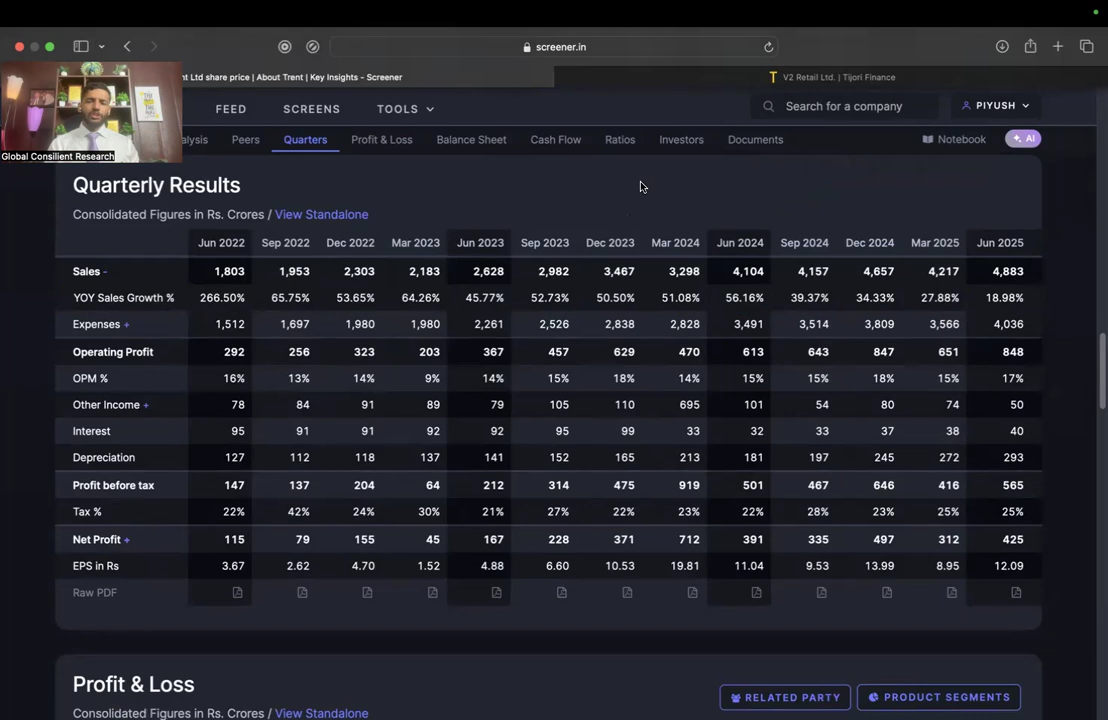 screener.in
nt Ltd share price | About Trent | Key Insights - Screener
V2 Retail Ltd. | Tijori Finance
FEED SCREENS TOOLS Search for a company PIYUSH
alysis Peers Quarters Profit & Loss Balance Sheet Cash Flow Ratios Investors Documents Notebook AI
Global Consilient Research
Quarterly Results
Consolidated Figures in Rs. Crores / View Standalone
Jun 2022 Sep 2022 Dec 2022 Mar 2023 Jun 2023 Sep 2023 Dec 2023 Mar 2024 Jun 2024 Sep 2024 Dec 2024 Mar 2025 Jun 2025
Sales - 1,803 1,953 2,303 2,183 2,628 2,982 3,467 3,298 4,104 4,157 4,657 4,217 4,883
YOY Sales Growth % 266.50% 65.75% 53.65% 64.26% 45.77% 52.73% 50.50% 51.08% 56.16% 39.37% 34.33% 27.88% 18.98%
Expenses + 1,512 1,697 1,980 1,980 2,261 2,526 2,838 2,828 3,491 3,514 3,809 3,566 4,036
Operating Profit 292 256 323 203 367 457 629 470 613 643 847 651 848
OPM % 16% 13% 14% 9% 14% 15% 18% 14% 15% 15% 18% 15% 17%
Other Income + 78 84 91 89 79 105 110 695 101 54 80 74 50
Interest 95 91 91 92 92 95 99 33 32 33 37 38 40
Depreciation 127 112 118 137 141 152 165 213 181 197 245 272 293
Profit before tax 147 137 204 64 212 314 475 919 501 467 646 416 565
Tax % 22% 42% 24% 30% 21% 27% 22% 23% 22% 28% 23% 25% 25%
Net Profit + 115 79 155 45 167 228 371 712 391 335 497 312 425
EPS in Rs 3.67 2.62 4.70 1.52 4.88 6.60 10.53 19.81 11.04 9.53 13.99 8.95 12.09
Raw PDF
Profit & Loss
RELATED PARTY PRODUCT SEGMENTS
Consolidated Figures in Rs. Crores / View Standalone